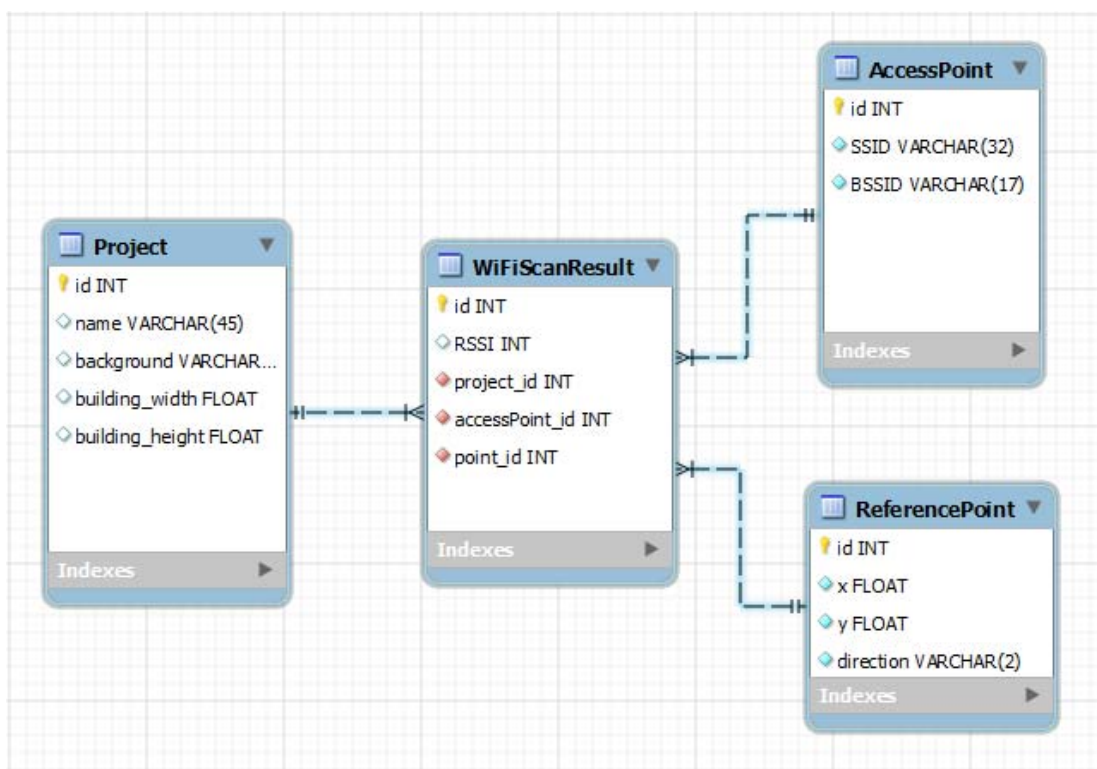 Project
id INT
name VARCHAR(45)
background VARCHAR...
building_width FLOAT
building_height FLOAT
Indexes
WiFiScanResult
id INT
RSSI INT
project_id INT
accessPoint_id INT
point_id INT
Indexes
AccessPoint
id INT
SSID VARCHAR(32)
BSSID VARCHAR(17)
Indexes
ReferencePoint
id INT
x FLOAT
y FLOAT
direction VARCHAR(2)
Indexes